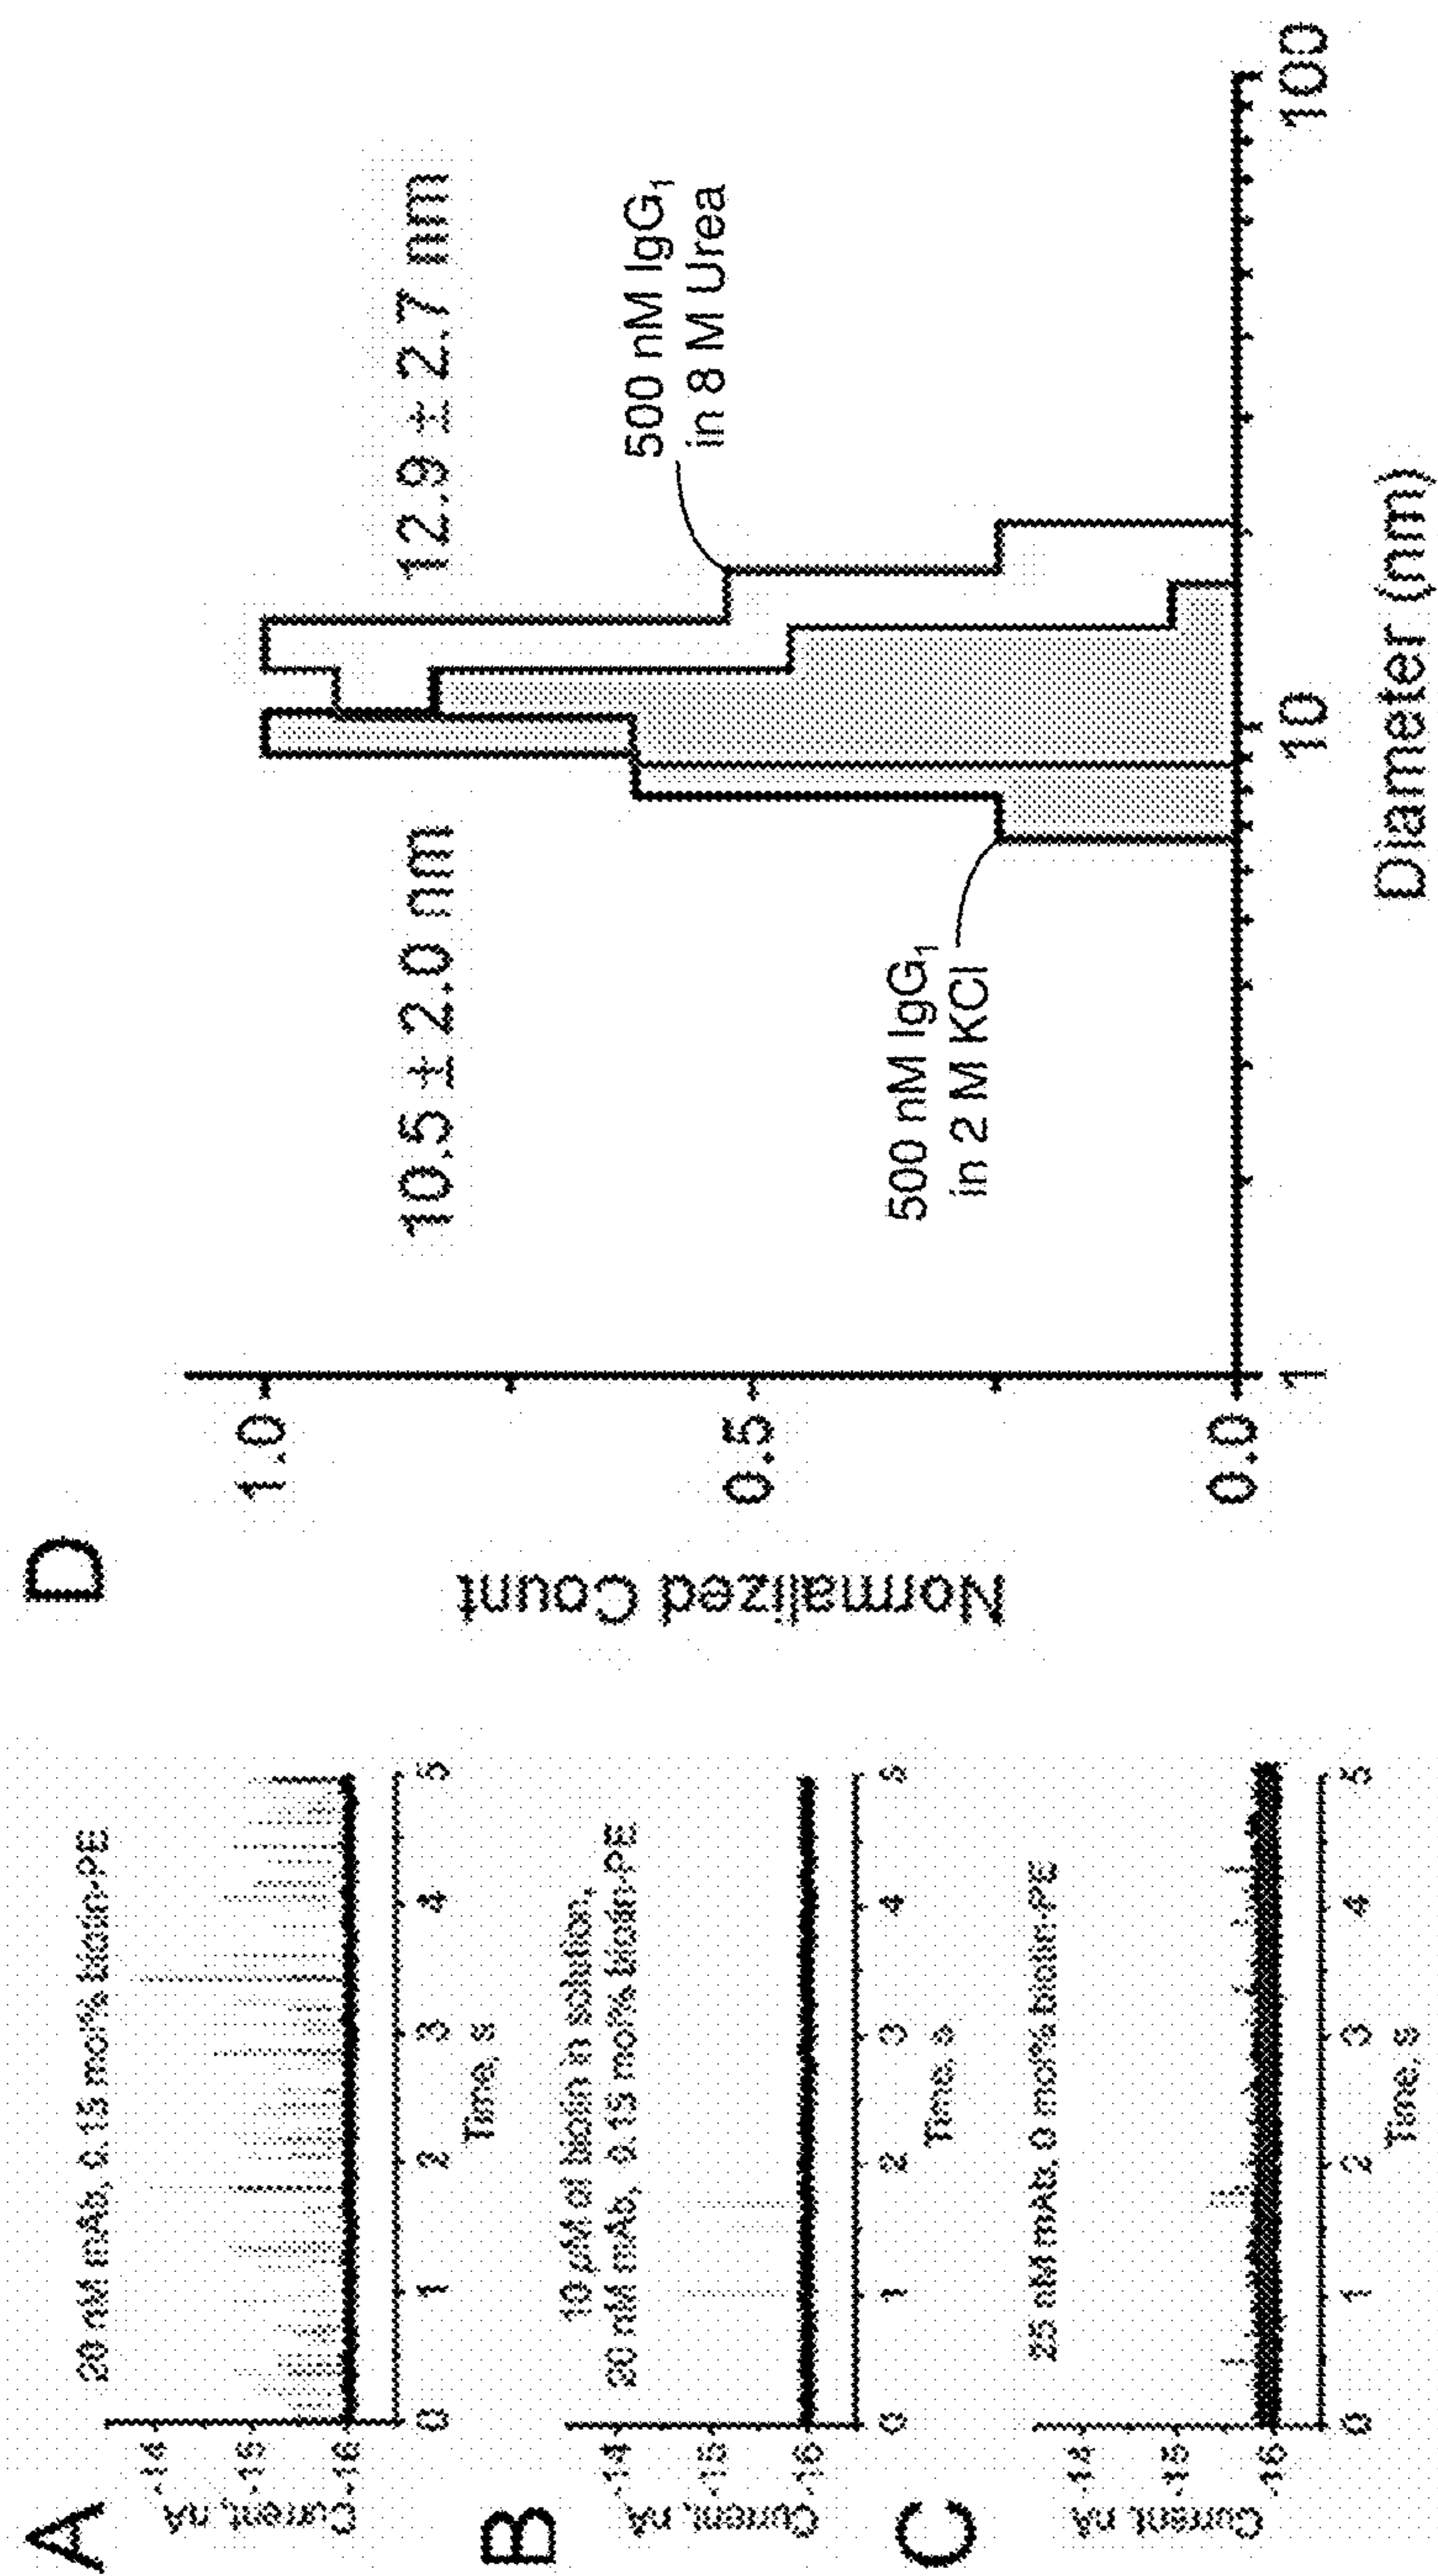 A
20 nM mAb, 0.15 mol% biotin-PE
Current, nA
-14
-15
-16
0 1 2 3 4 5
Time, s
B
10 µM of biotin in solution,
20 nM mAb, 0.15 mol% biotin-PE
Current, nA
-14
-15
-16
0 1 2 3 4 5
Time, s
C
25 nM mAb, 0 mol% biotin-PE
Current, nA
-14
-15
-16
0 1 2 3 4 5
Time, s
D
Normalized Count
1.0
0.5
0.0
10.5 ± 2.0 nm
12.9 ± 2.7 nm
500 nM IgG₁
in 8 M Urea
500 nM IgG₁
in 2 M KCl
1 10 100
Diameter (nm)